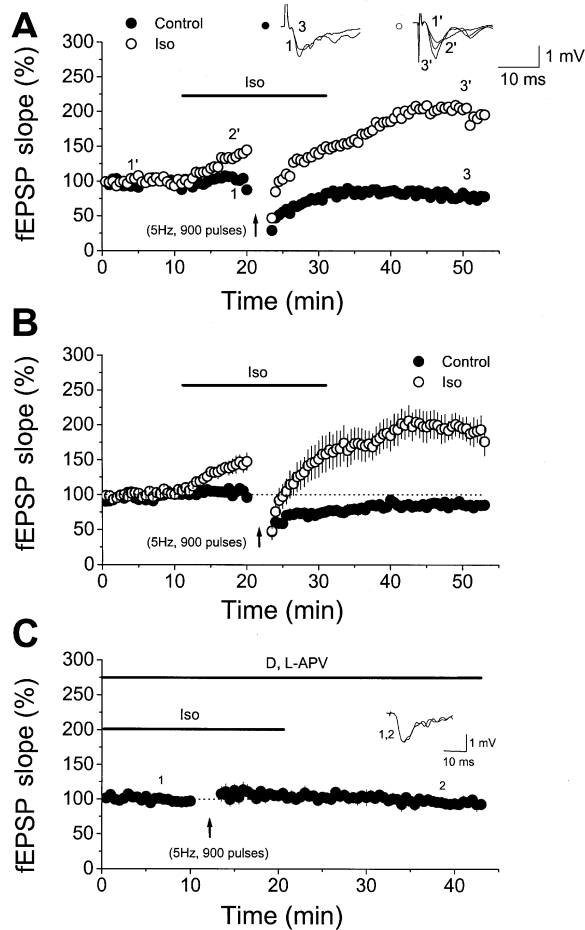 A
Control
Iso
3
1
1'
2'
3'
1 mV
10 ms
fEPSP slope (%)
300
250
200
150
100
50
0
Iso
1'
2'
1
3'
3
(5Hz, 900 pulses)
0 10 20 30 40 50
Time (min)
B
fEPSP slope (%)
300
250
200
150
100
50
0
Iso
Control
Iso
(5Hz, 900 pulses)
0 10 20 30 40 50
Time (min)
C
fEPSP slope (%)
300
250
200
150
100
50
0
D, L-APV
Iso
1,2
1 mV
10 ms
1
2
(5Hz, 900 pulses)
0 10 20 30 40
Time (min)